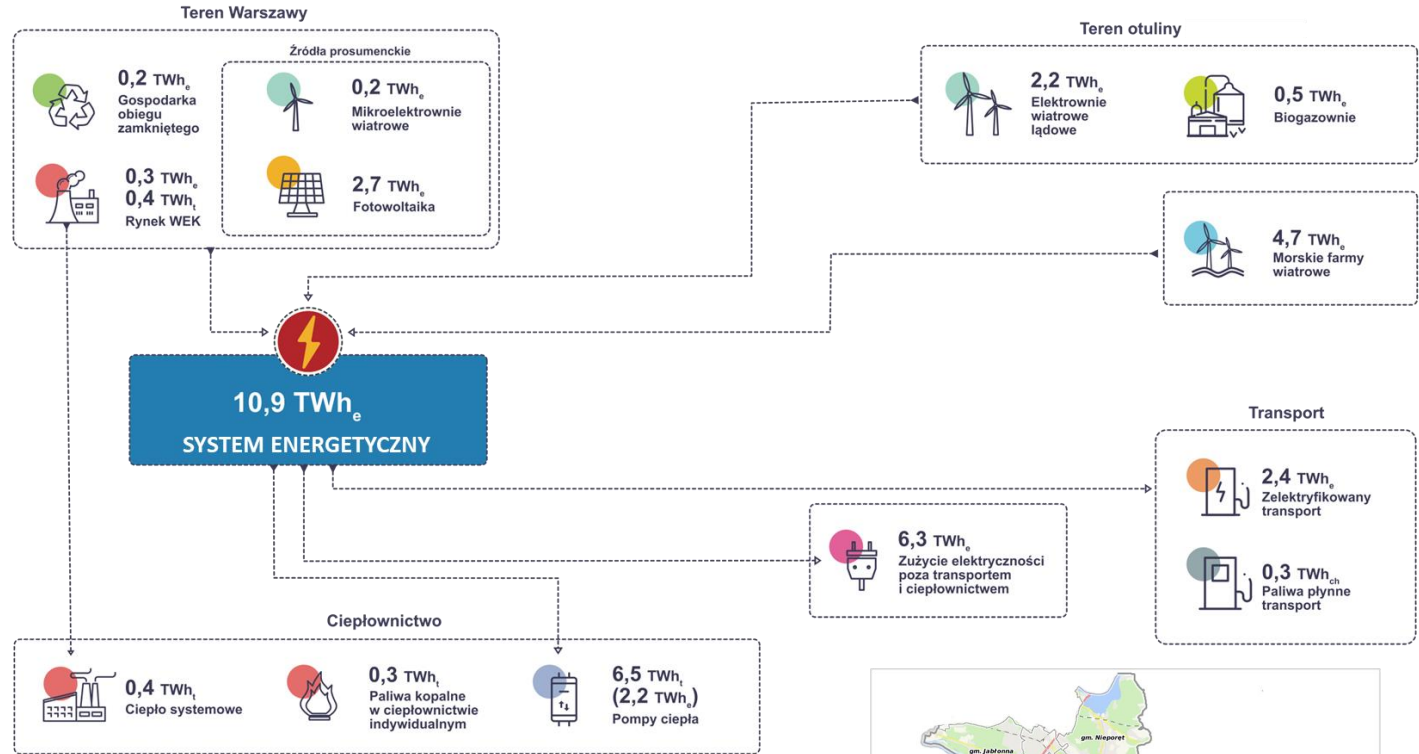 Teren Warszawy
0,2 TWhₑ
Gospodarka
obiegu
zamkniętego
0,3 TWhₑ
0,4 TWhₜ
Rynek WEK
Źródła prosumenckie
0,2 TWhₑ
Mikroelektrownie
wiatrowe
2,7 TWhₑ
Fotowoltaika
Teren otuliny
2,2 TWhₑ
Elektrownie
wiatrowe
lądowe
0,5 TWhₑ
Biogazownie
4,7 TWhₑ
Morskie farmy
wiatrowe
10,9 TWhₑ
SYSTEM ENERGETYCZNY
Transport
2,4 TWhₑ
Zelektryfikowany
transport
0,3 TWh_ch
Paliwa płynne
transport
6,3 TWhₑ
Zużycie elektryczności
poza transportem
i ciepłownictwem
Ciepłownictwo
0,4 TWhₜ
Ciepło systemowe
0,3 TWhₜ
Paliwa kopalne
w ciepłownictwie
indywidualnym
6,5 TWhₜ
(2,2 TWhₑ)
Pompy ciepła
gm. Nieporęt
gm. Jabłonna